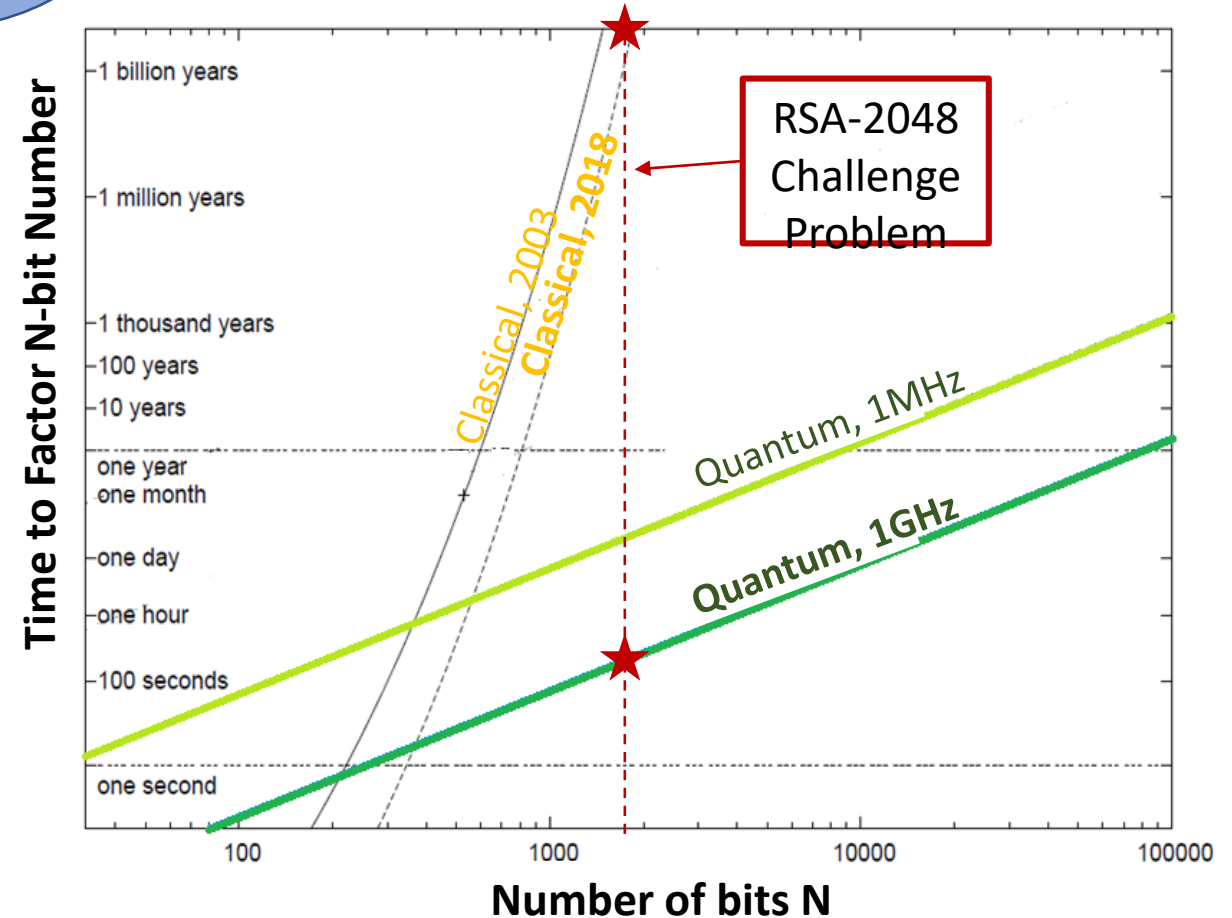 Time to Factor N-bit Number
1 billion years
1 million years
1 thousand years
100 years
10 years
one year
one month
one day
one hour
100 seconds
one second
Classical, 2003
Classical, 2018
RSA-2048
Challenge
Problem
Quantum, 1MHz
Quantum, 1GHz
100
1000
10000
100000
Number of bits N